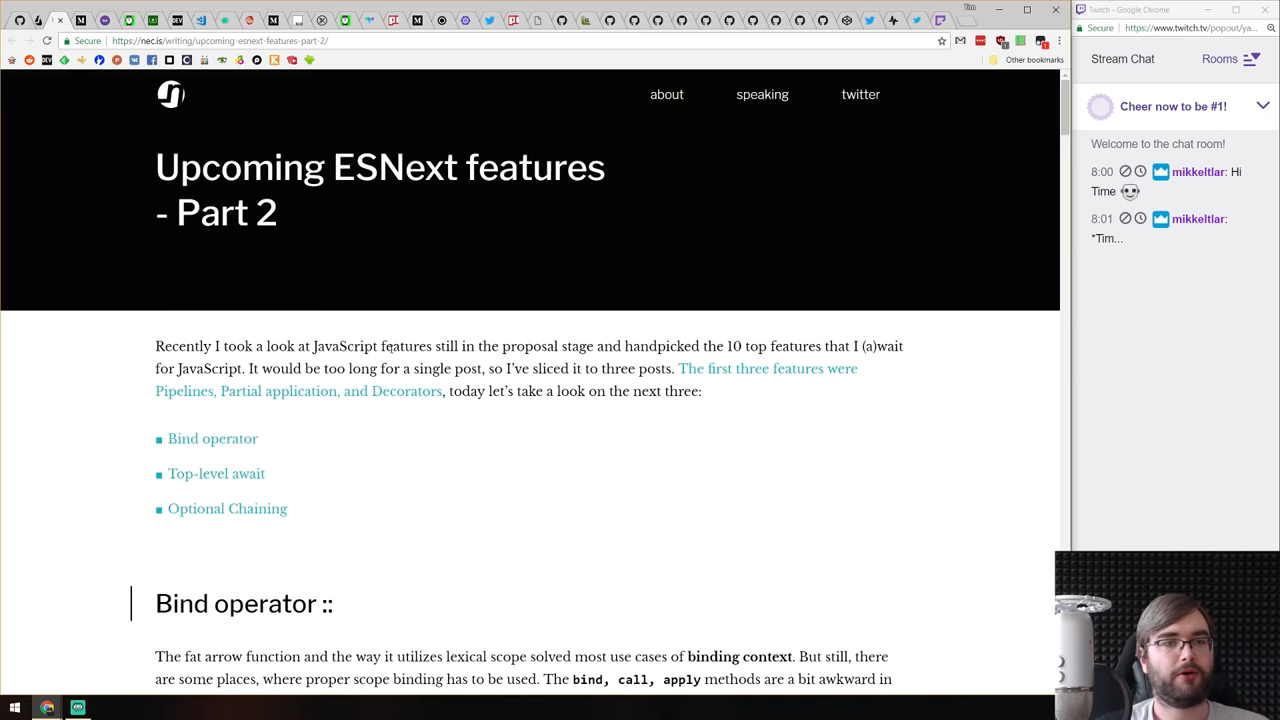 Tim
Twitch - Google Chrome
Secure
https://nec.is/writing/upcoming-esnext-features-part-2/
Secure
https://www.twitch.tv/popout/ya...
Other bookmarks
about
speaking
twitter
Upcoming ESNext features
- Part 2
Recently I took a look at JavaScript features still in the proposal stage and handpicked the 10 top features that I (a)wait
for JavaScript. It would be too long for a single post, so I've sliced it to three posts. The first three features were
Pipelines, Partial application, and Decorators, today let's take a look on the next three:
Bind operator
Top-level await
Optional Chaining
Bind operator ::
The fat arrow function and the way it utilizes lexical scope solved most use cases of binding context. But still, there
are some places, where proper scope binding has to be used. The bind, call, apply methods are a bit awkward in
Stream Chat
Rooms
Cheer now to be #1!
Welcome to the chat room!
8:00 mikkeltlar: Hi
Time
8:01 mikkeltlar:
*Tim...